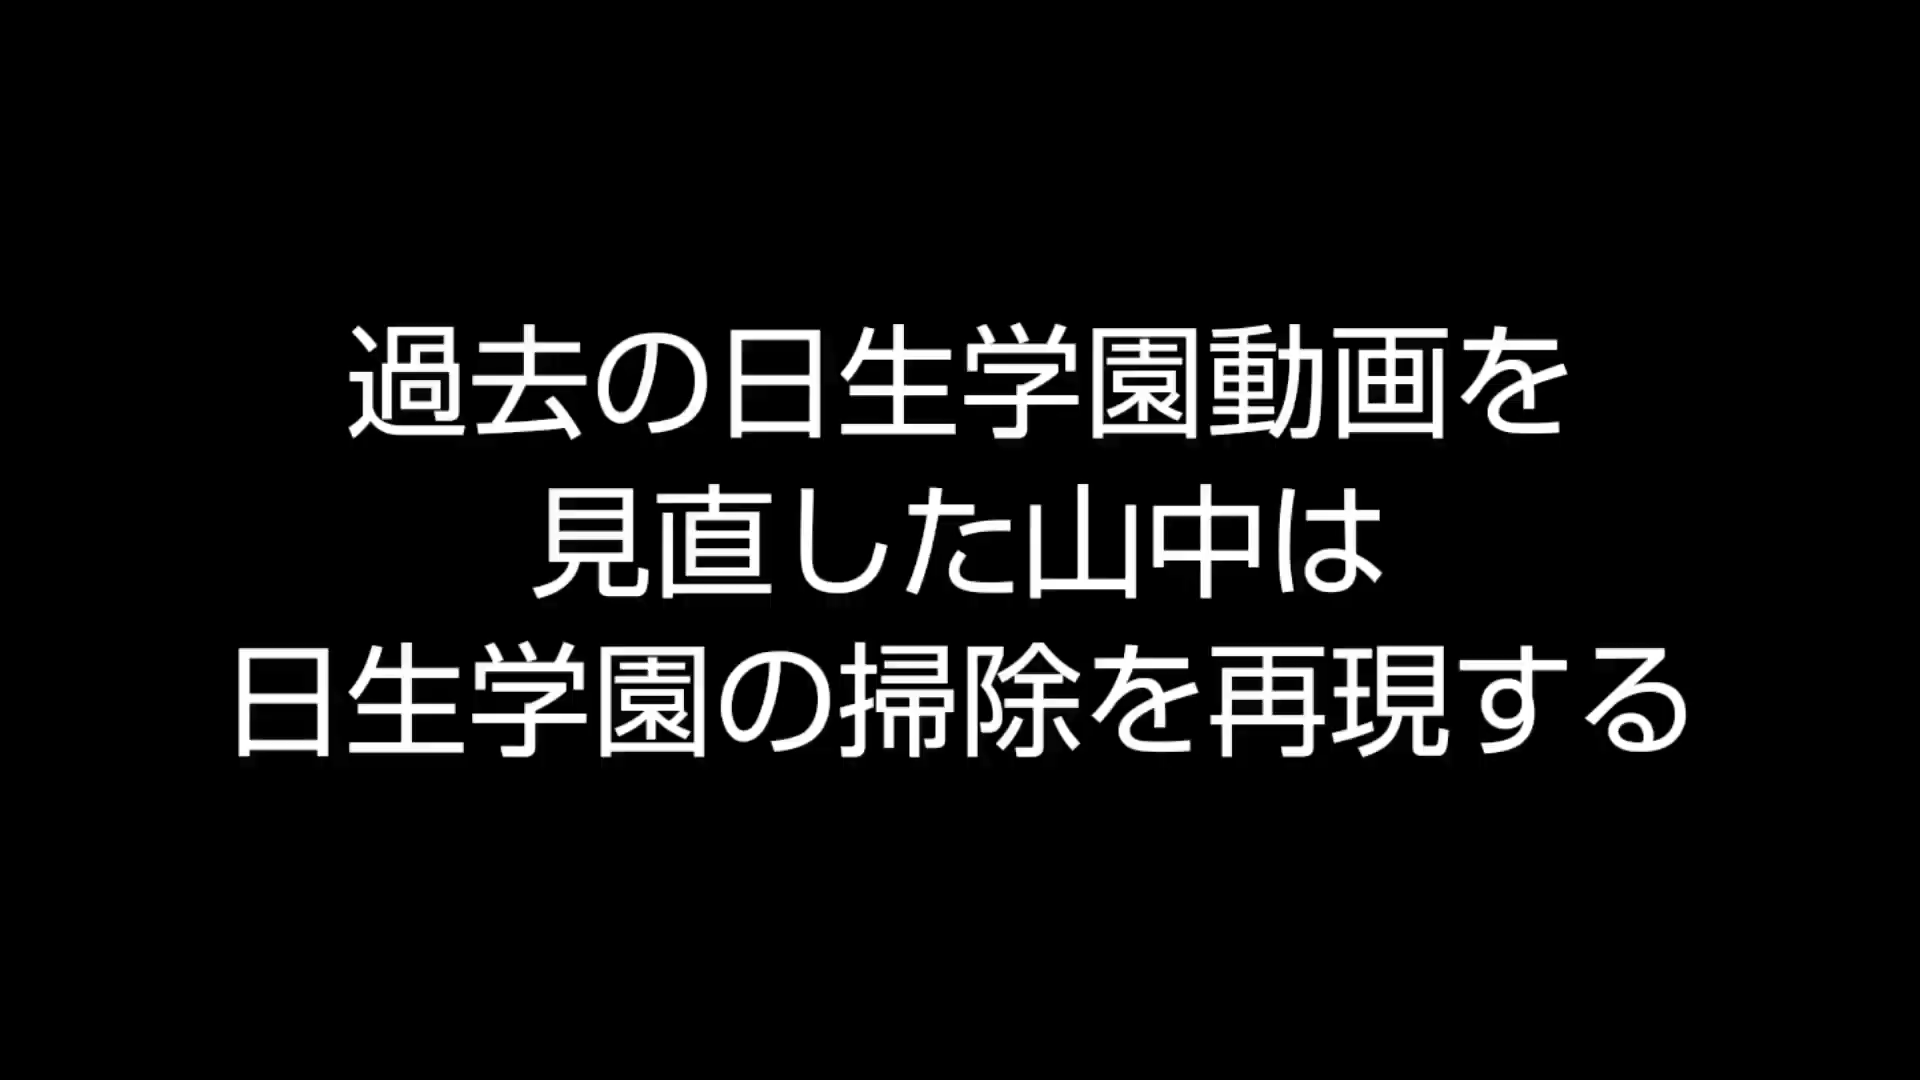 過去の日生学園動画を
見直した山中は
日生学園の掃除を再現する